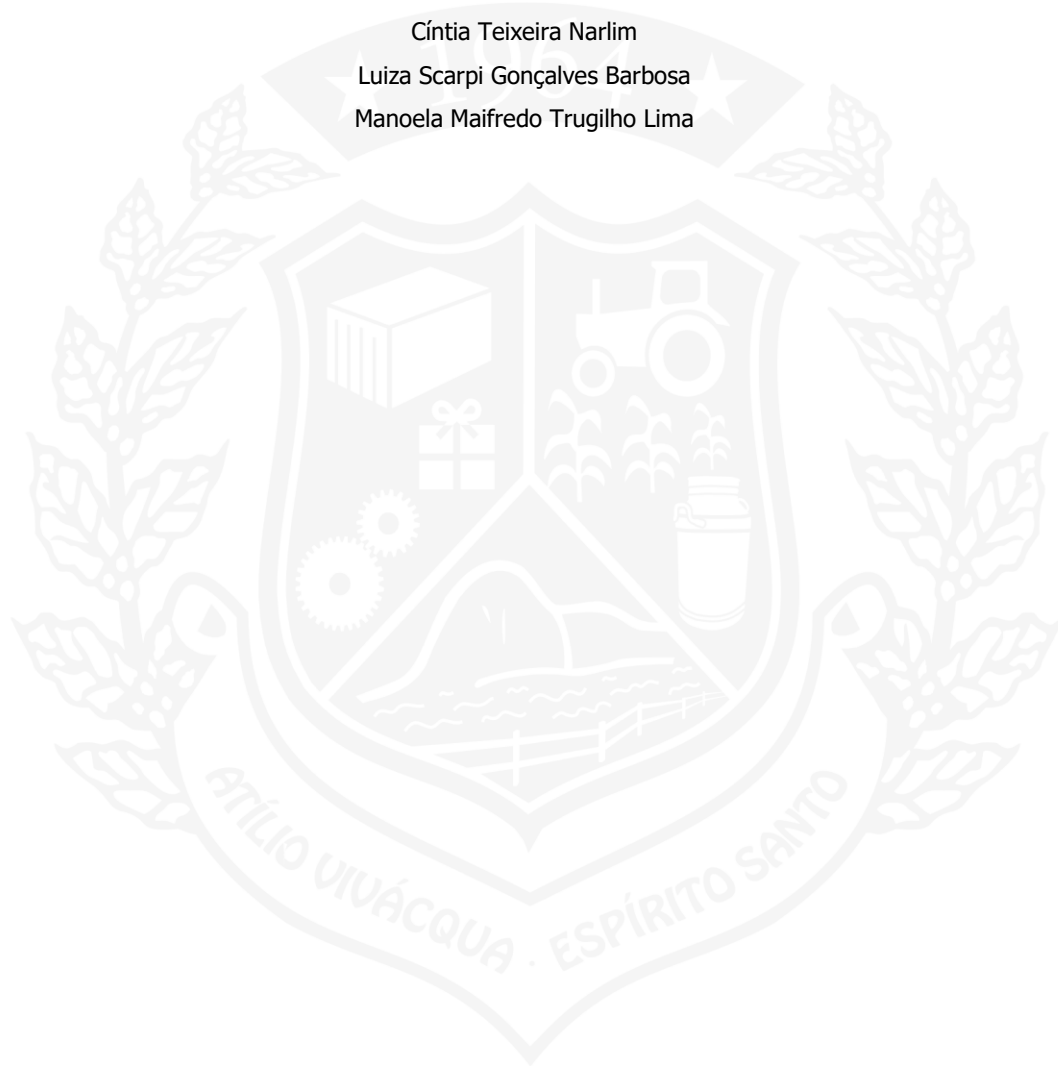 1964
Cíntia Teixeira Narlim
Luiza Scarpi Gonçalves Barbosa
Manoela Maifredo Trugilho Lima
ATÍLIO VIVÁCQUA . ESPÍRITO SANTO